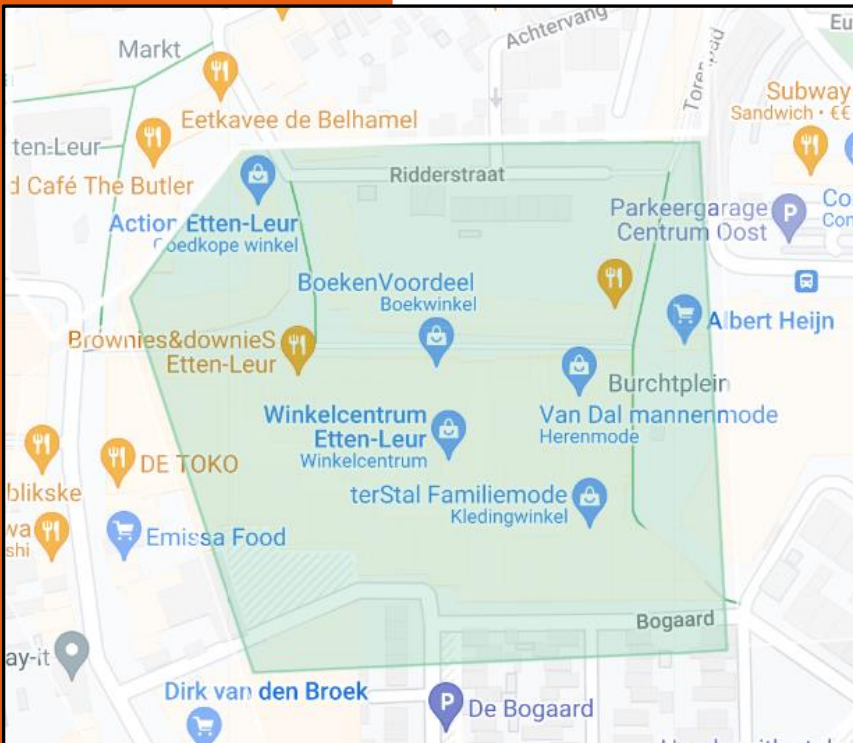 Eu
Achtervang
Markt
Torenpad
Subway
Sandwich • €€
Eetkavee de Belhamel
ten-Leur
Ridderstraat
d Café The Butler
Parkeergarage
Centrum Oost
Co
Con
Action Etten-Leur
Goedkope winkel
BoekenVoordeel
Boekwinkel
Albert Heijn
Brownies&downieS
Etten-Leur
Burchtplein
Winkelcentrum
Etten-Leur
Winkelcentrum
Van Dal mannenmode
Herenmode
DE TOKO
blikske
terStal Familiemode
Kledingwinkel
wa
shi
Emissa Food
Bogaard
ay-it
Dirk van den Broek
De Bogaard